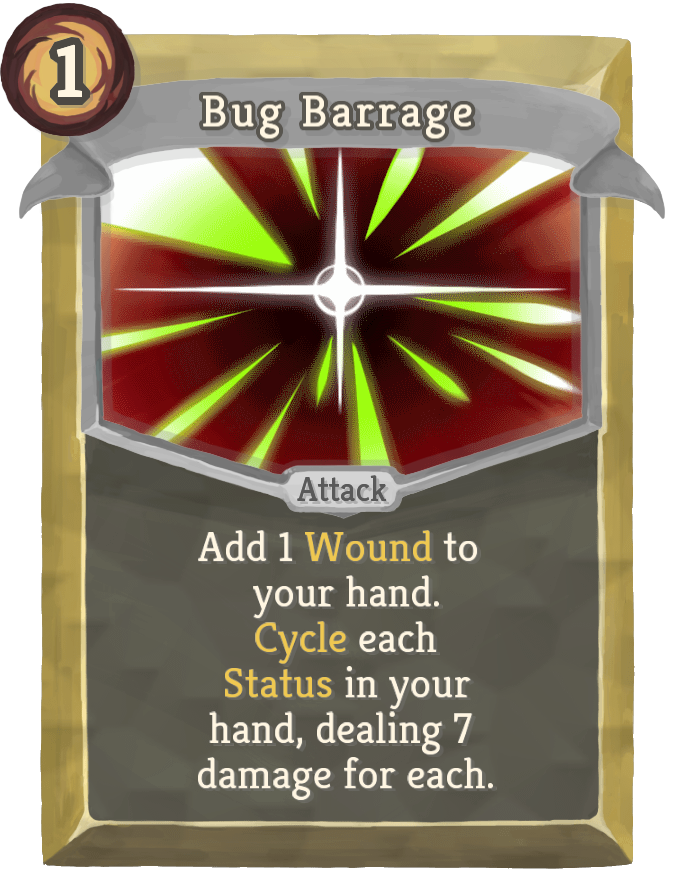 1
Bug Barrage
Attack
Add 1 Wound to
your hand.
Cycle each
Status in your
hand, dealing 7
damage for each.